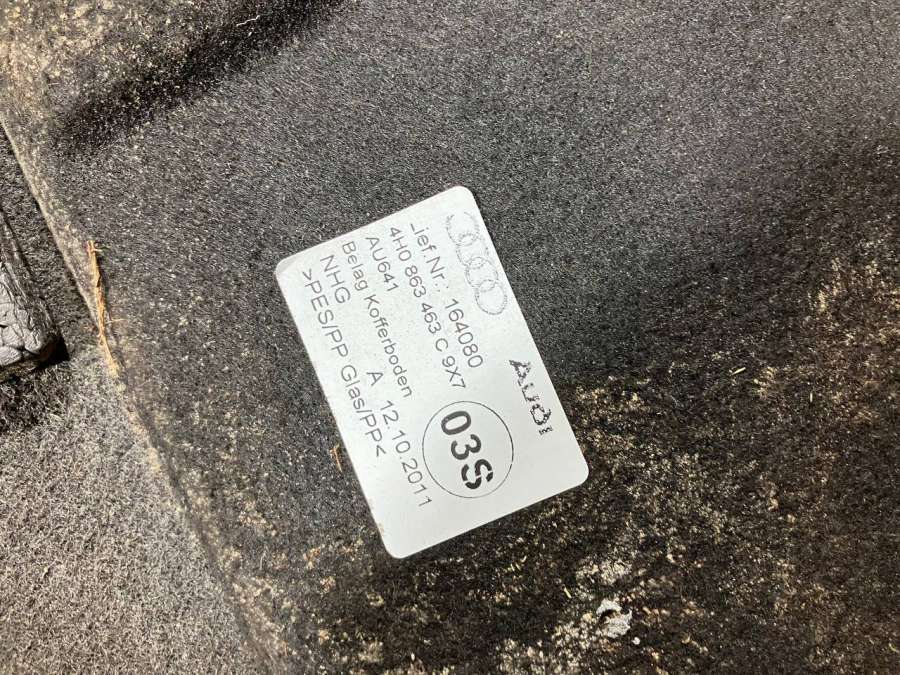 Lief.Nr.: 164080
4H0 863 463 C 9X7
AU641
Belag Kofferboden
NHG A 12.10.2011
>PES/PP Glas/PP<
03S
AUDI